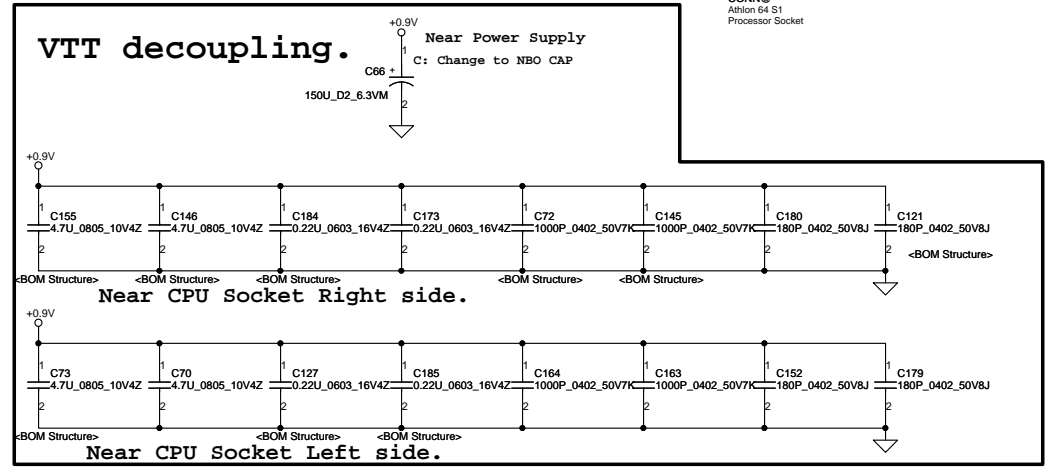 CONN@
Athlon 64 S1
Processor Socket
VTT decoupling.
+0.9V
Near Power Supply
C: Change to NBO CAP
1
C66 +
150U_D2_6.3VM
2
+0.9V
1 1 1 1 1 1 1 1
C155 C146 C184 C173 C72 C145 C180 C121
4.7U_0805_10V4Z 4.7U_0805_10V4Z 0.22U_0603_16V4Z 0.22U_0603_16V4Z 1000P_0402_50V7K 1000P_0402_50V7K 180P_0402_50V8J 180P_0402_50V8J
2 2 2 2 2 2 2 2
<BOM Structure>
<BOM Structure> <BOM Structure> <BOM Structure> <BOM Structure> <BOM Structure>
Near CPU Socket Right side.
+0.9V
1 1 1 1 1 1 1 1
C73 C70 C127 C185 C164 C163 C152 C179
4.7U_0805_10V4Z 4.7U_0805_10V4Z 0.22U_0603_16V4Z 0.22U_0603_16V4Z 1000P_0402_50V7K 1000P_0402_50V7K 180P_0402_50V8J 180P_0402_50V8J
2 2 2 2 2 2 2 2
<BOM Structure> <BOM Structure> <BOM Structure>
Near CPU Socket Left side.